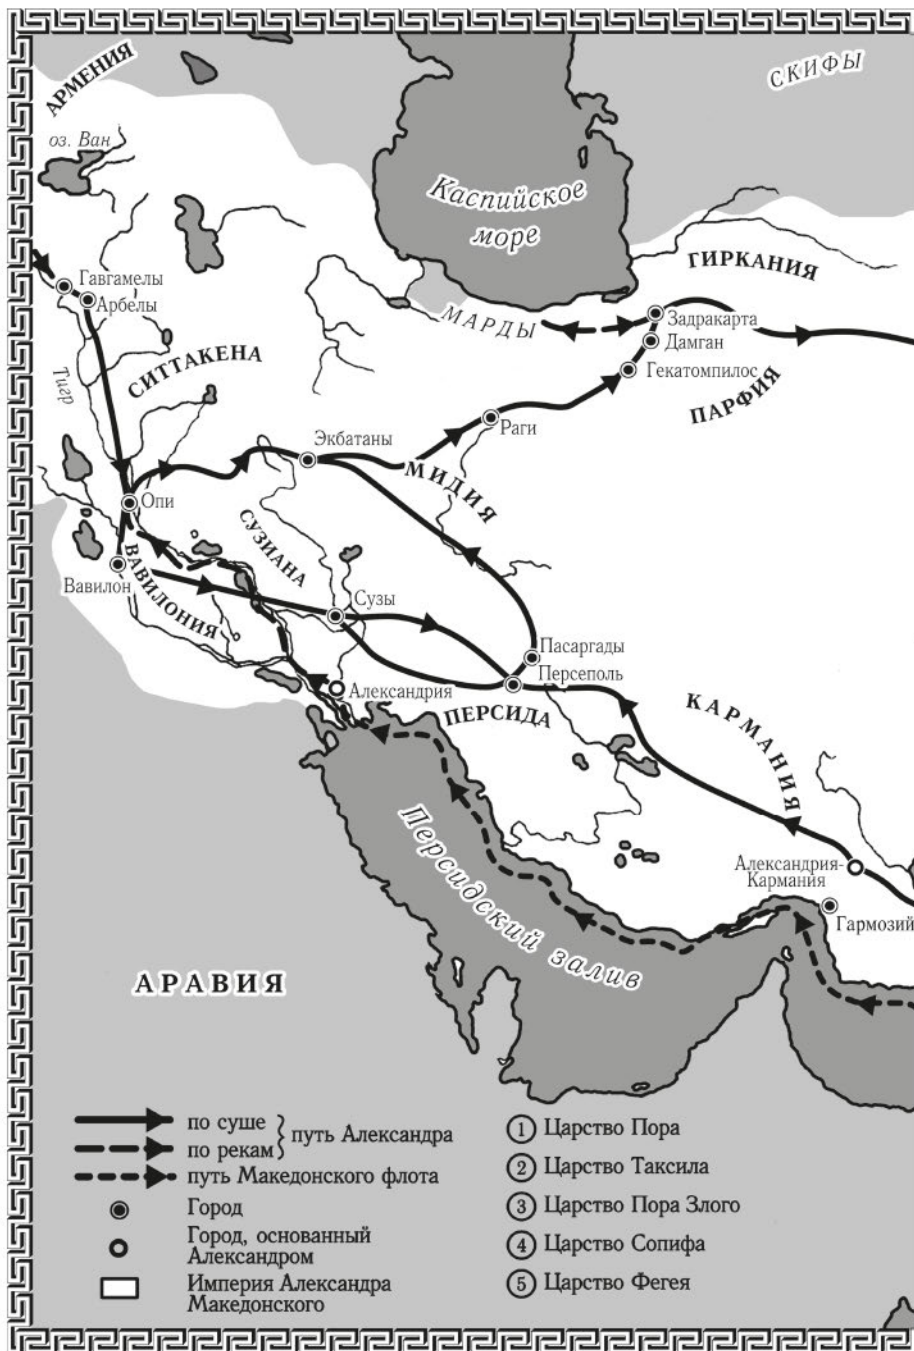 АРМЕНИЯ
СКИФЫ
оз. Ван
Каспийское
море
Гавгамелы
Арбелы
ГИРКАНИЯ
МАРДЫ
Задракарта
Дамган
Гекатомпилос
ПАРФИЯ
СИТТАКЕНА
Тигр
Раги
Экбатаны
МИДИЯ
Опи
СУЗИАНА
ВАВИЛОНИЯ
Вавилон
Сузы
Пасаргады
Персеполь
Александрия
ПЕРСИДА
КАРМАНИЯ
Персидский залив
Александрия-
Кармания
Гармозий
АРАВИЯ
по суше
по рекам
путь Александра
путь Македонского флота
Город
Город, основанный
Александром
Империя Александра
Македонского
1 Царство Пора
2 Царство Таксила
3 Царство Пора Злого
4 Царство Сопифа
5 Царство Фегея